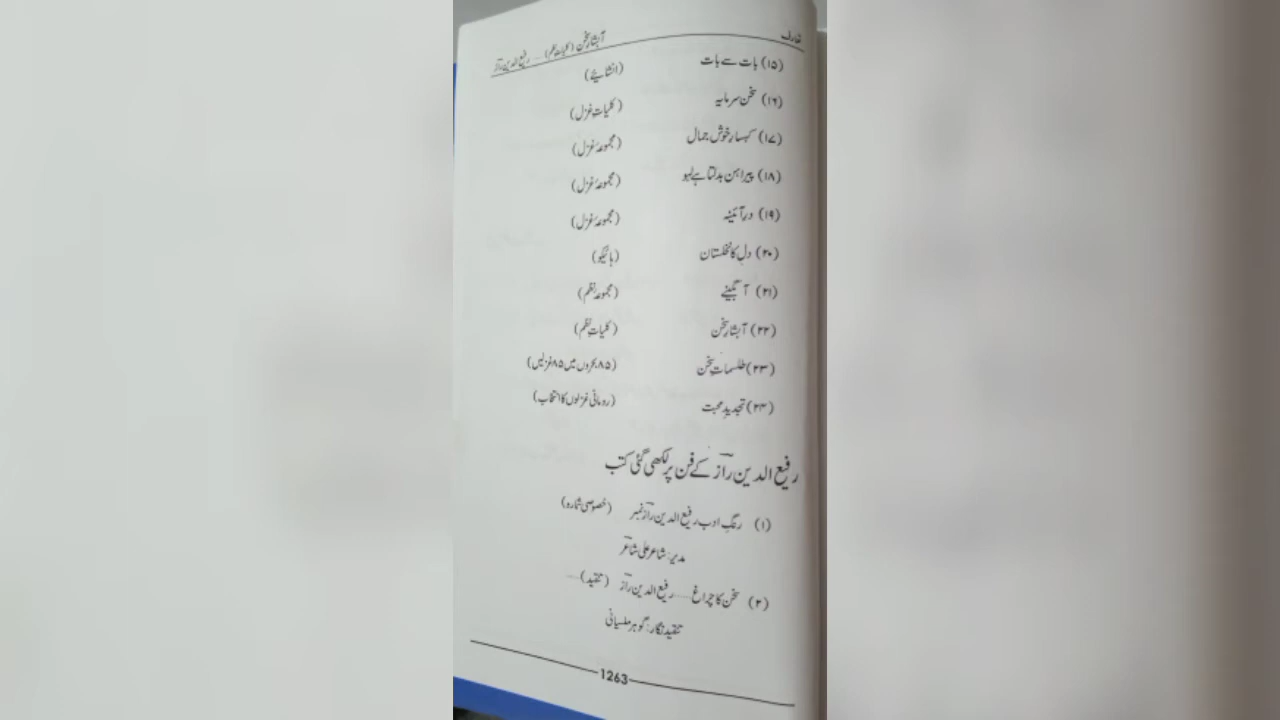 تعارف آبشارِ سخن (کلیاتِ نظم) .... رفیع الدین راز
(۱۵) بات سے بات (انشایئے)
(۱۶) سخن سرمایہ (کلیاتِ غزل)
(۱۷) کہسارِ خوش جمال (مجموعۂ غزل)
(۱۸) پیراہن بدلتا ہے لہو (مجموعۂ غزل)
(۱۹) درِ آئینہ (مجموعۂ غزل)
(۲۰) دل کا نخلستان (ہائیکو)
(۲۱) آبگینے (مجموعۂ نظم)
(۲۲) آبشارِ سخن (کلیاتِ نظم)
(۲۳) طلسماتِ سخن (۸۵ بحروں میں ۸۵ غزلیں)
(۲۴) تجدیدِ محبت (رومانی غزلوں کا انتخاب)
رفیع الدین راز کے فن پر لکھی گئی کتب
(۱) رنگِ ادب رفیع الدین راز نمبر (خصوصی شمارہ)
مدیر: شاعر علی شاعر
(۲) سخن کا چراغ ..... رفیع الدین راز (تنقید) ....
تنقید نگار: گوہر ملسیانی
1263